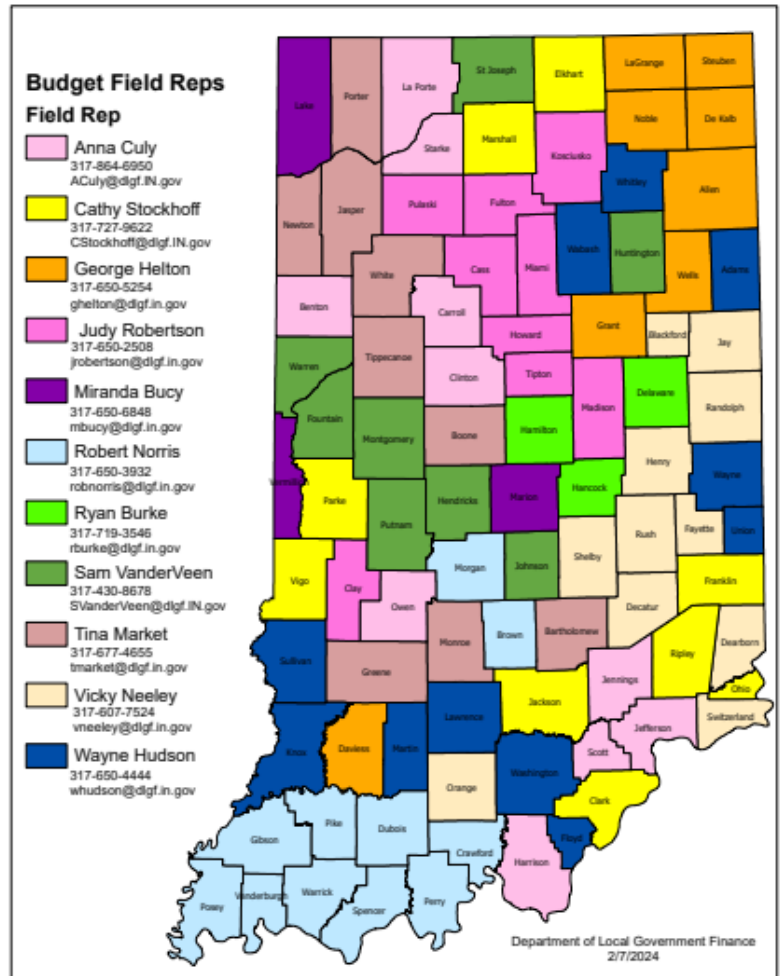 Budget Field Reps
Field Rep
Anna Culy
317-864-6950
ACuly@dlgf.IN.gov
Cathy Stockhoff
317-727-9622
CStockhoff@dlgf.IN.gov
George Helton
317-650-5254
ghelton@dlgf.in.gov
Judy Robertson
317-650-2508
jrobertson@dlgf.in.gov
Miranda Bucy
317-650-6848
mbucy@dlgf.in.gov
Robert Norris
317-650-3932
robnorris@dlgf.in.gov
Ryan Burke
317-719-3546
rburke@dlgf.in.gov
Sam VanderVeen
317-430-8678
SVanderVeen@dlgf.IN.gov
Tina Market
317-677-4655
tmarket@dlgf.in.gov
Vicky Neeley
317-607-7524
vneeley@dlgf.in.gov
Wayne Hudson
317-650-4444
whudson@dlgf.in.gov
Lake
Porter
La Porte
St Joseph
Elkhart
LaGrange
Steuben
Noble
De Kalb
Starke
Marshall
Kosciusko
Whitley
Allen
Newton
Jasper
Pulaski
Fulton
Wabash
Huntington
Wells
Adams
White
Cass
Miami
Benton
Carroll
Howard
Grant
Blackford
Jay
Warren
Tippecanoe
Clinton
Tipton
Madison
Delaware
Randolph
Fountain
Montgomery
Boone
Hamilton
Henry
Wayne
Vermillion
Parke
Putnam
Hendricks
Marion
Hancock
Shelby
Rush
Fayette
Union
Vigo
Clay
Owen
Morgan
Johnson
Decatur
Franklin
Sullivan
Greene
Monroe
Brown
Bartholomew
Jennings
Ripley
Dearborn
Ohio
Switzerland
Knox
Daviess
Martin
Lawrence
Jackson
Scott
Jefferson
Orange
Washington
Clark
Floyd
Gibson
Pike
Dubois
Crawford
Harrison
Posey
Vanderburgh
Warrick
Spencer
Perry
Department of Local Government Finance
2/7/2024